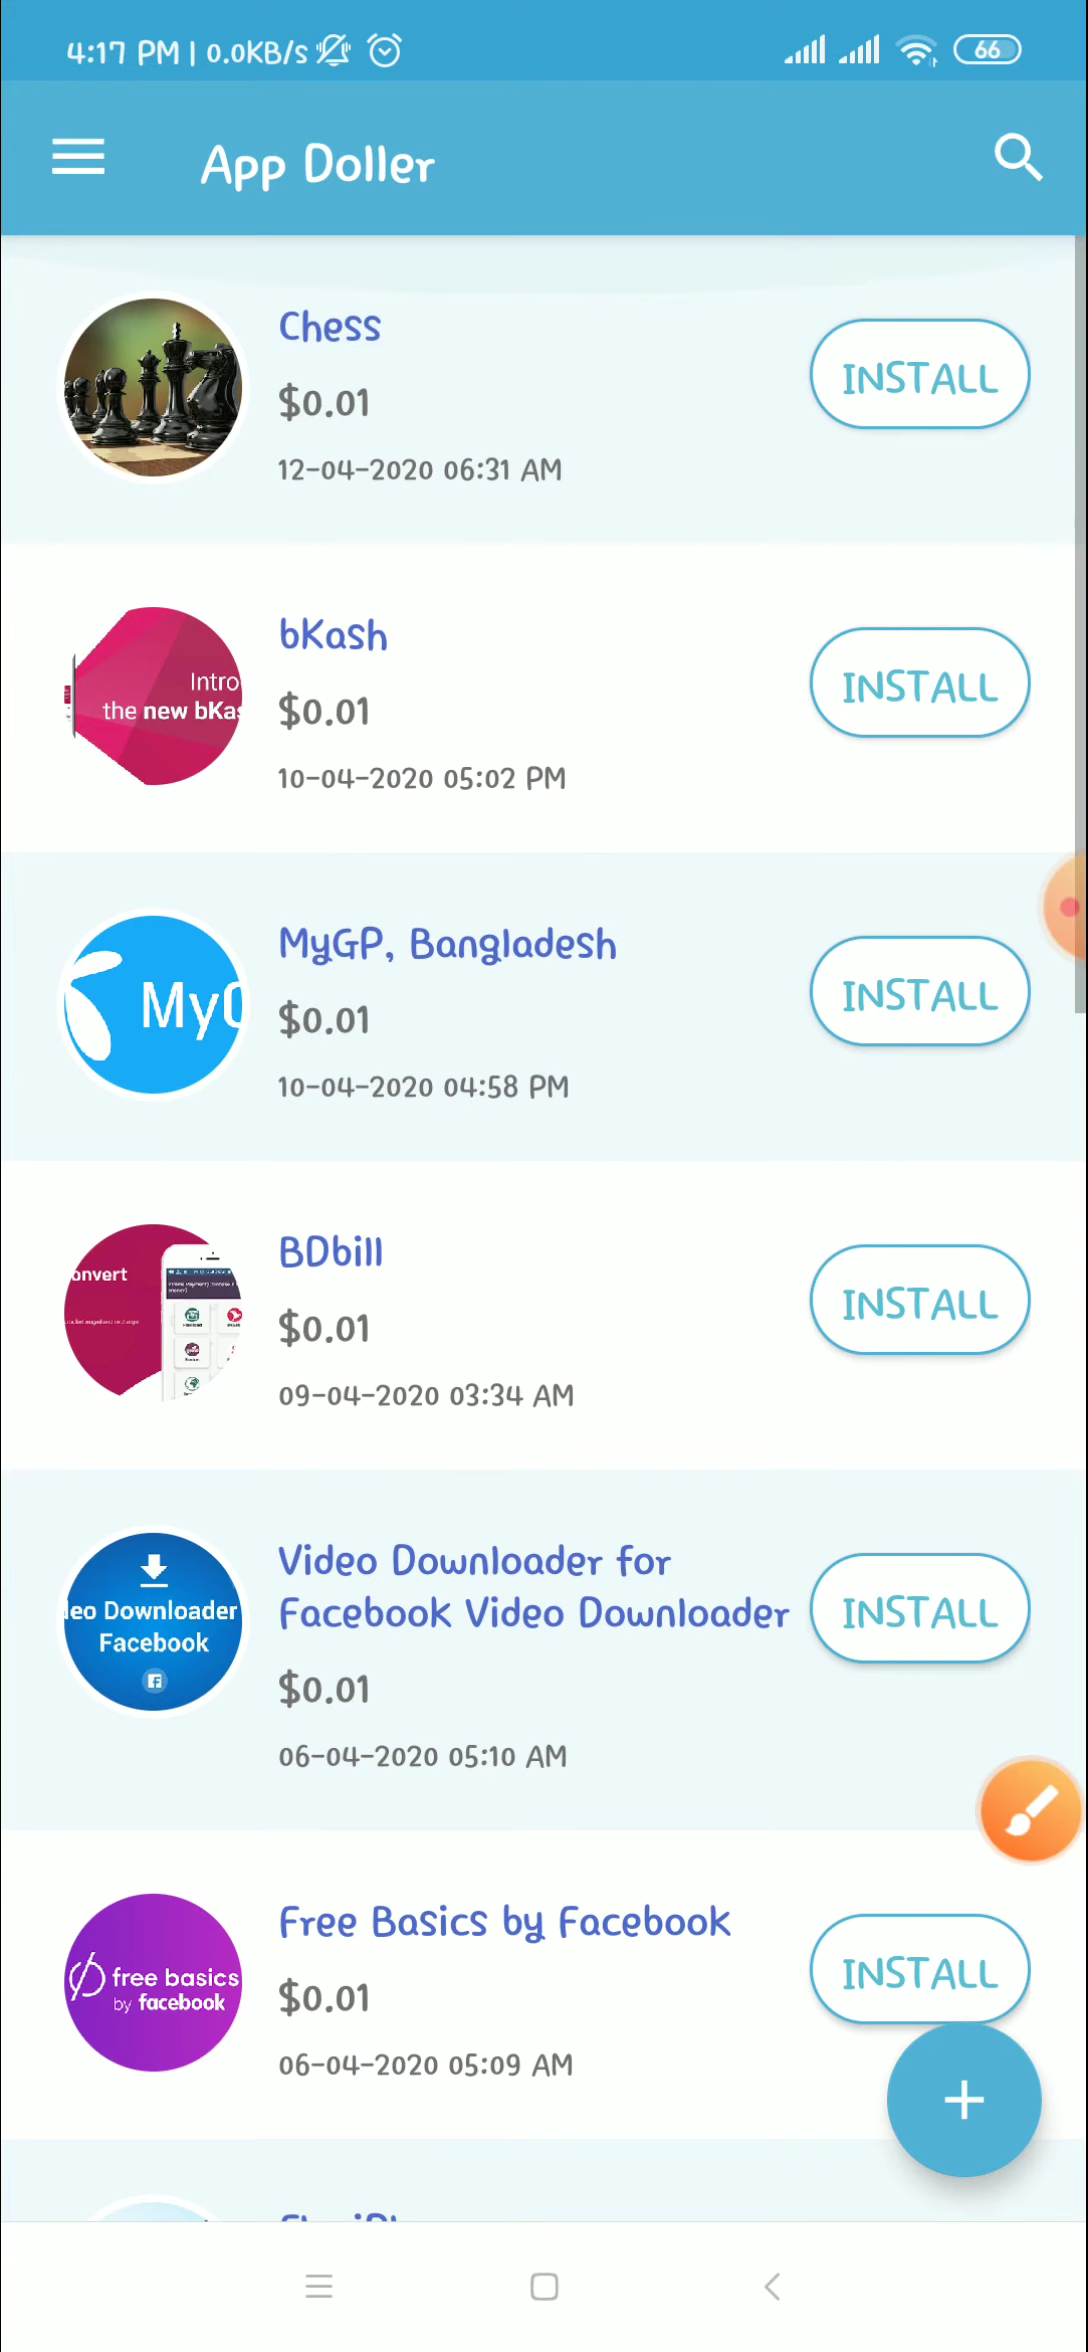 4:17 PM | 0.0KB/s
66
App Doller
Chess
$0.01
12-04-2020 06:31 AM
INSTALL
Intro
the new bKas
bKash
$0.01
10-04-2020 05:02 PM
INSTALL
MyG
MyGP, Bangladesh
$0.01
10-04-2020 04:58 PM
INSTALL
onvert
BDbill
$0.01
09-04-2020 03:34 AM
INSTALL
deo Downloader
Facebook
Video Downloader for
Facebook Video Downloader
$0.01
06-04-2020 05:10 AM
INSTALL
free basics
by facebook
Free Basics by Facebook
$0.01
06-04-2020 05:09 AM
INSTALL